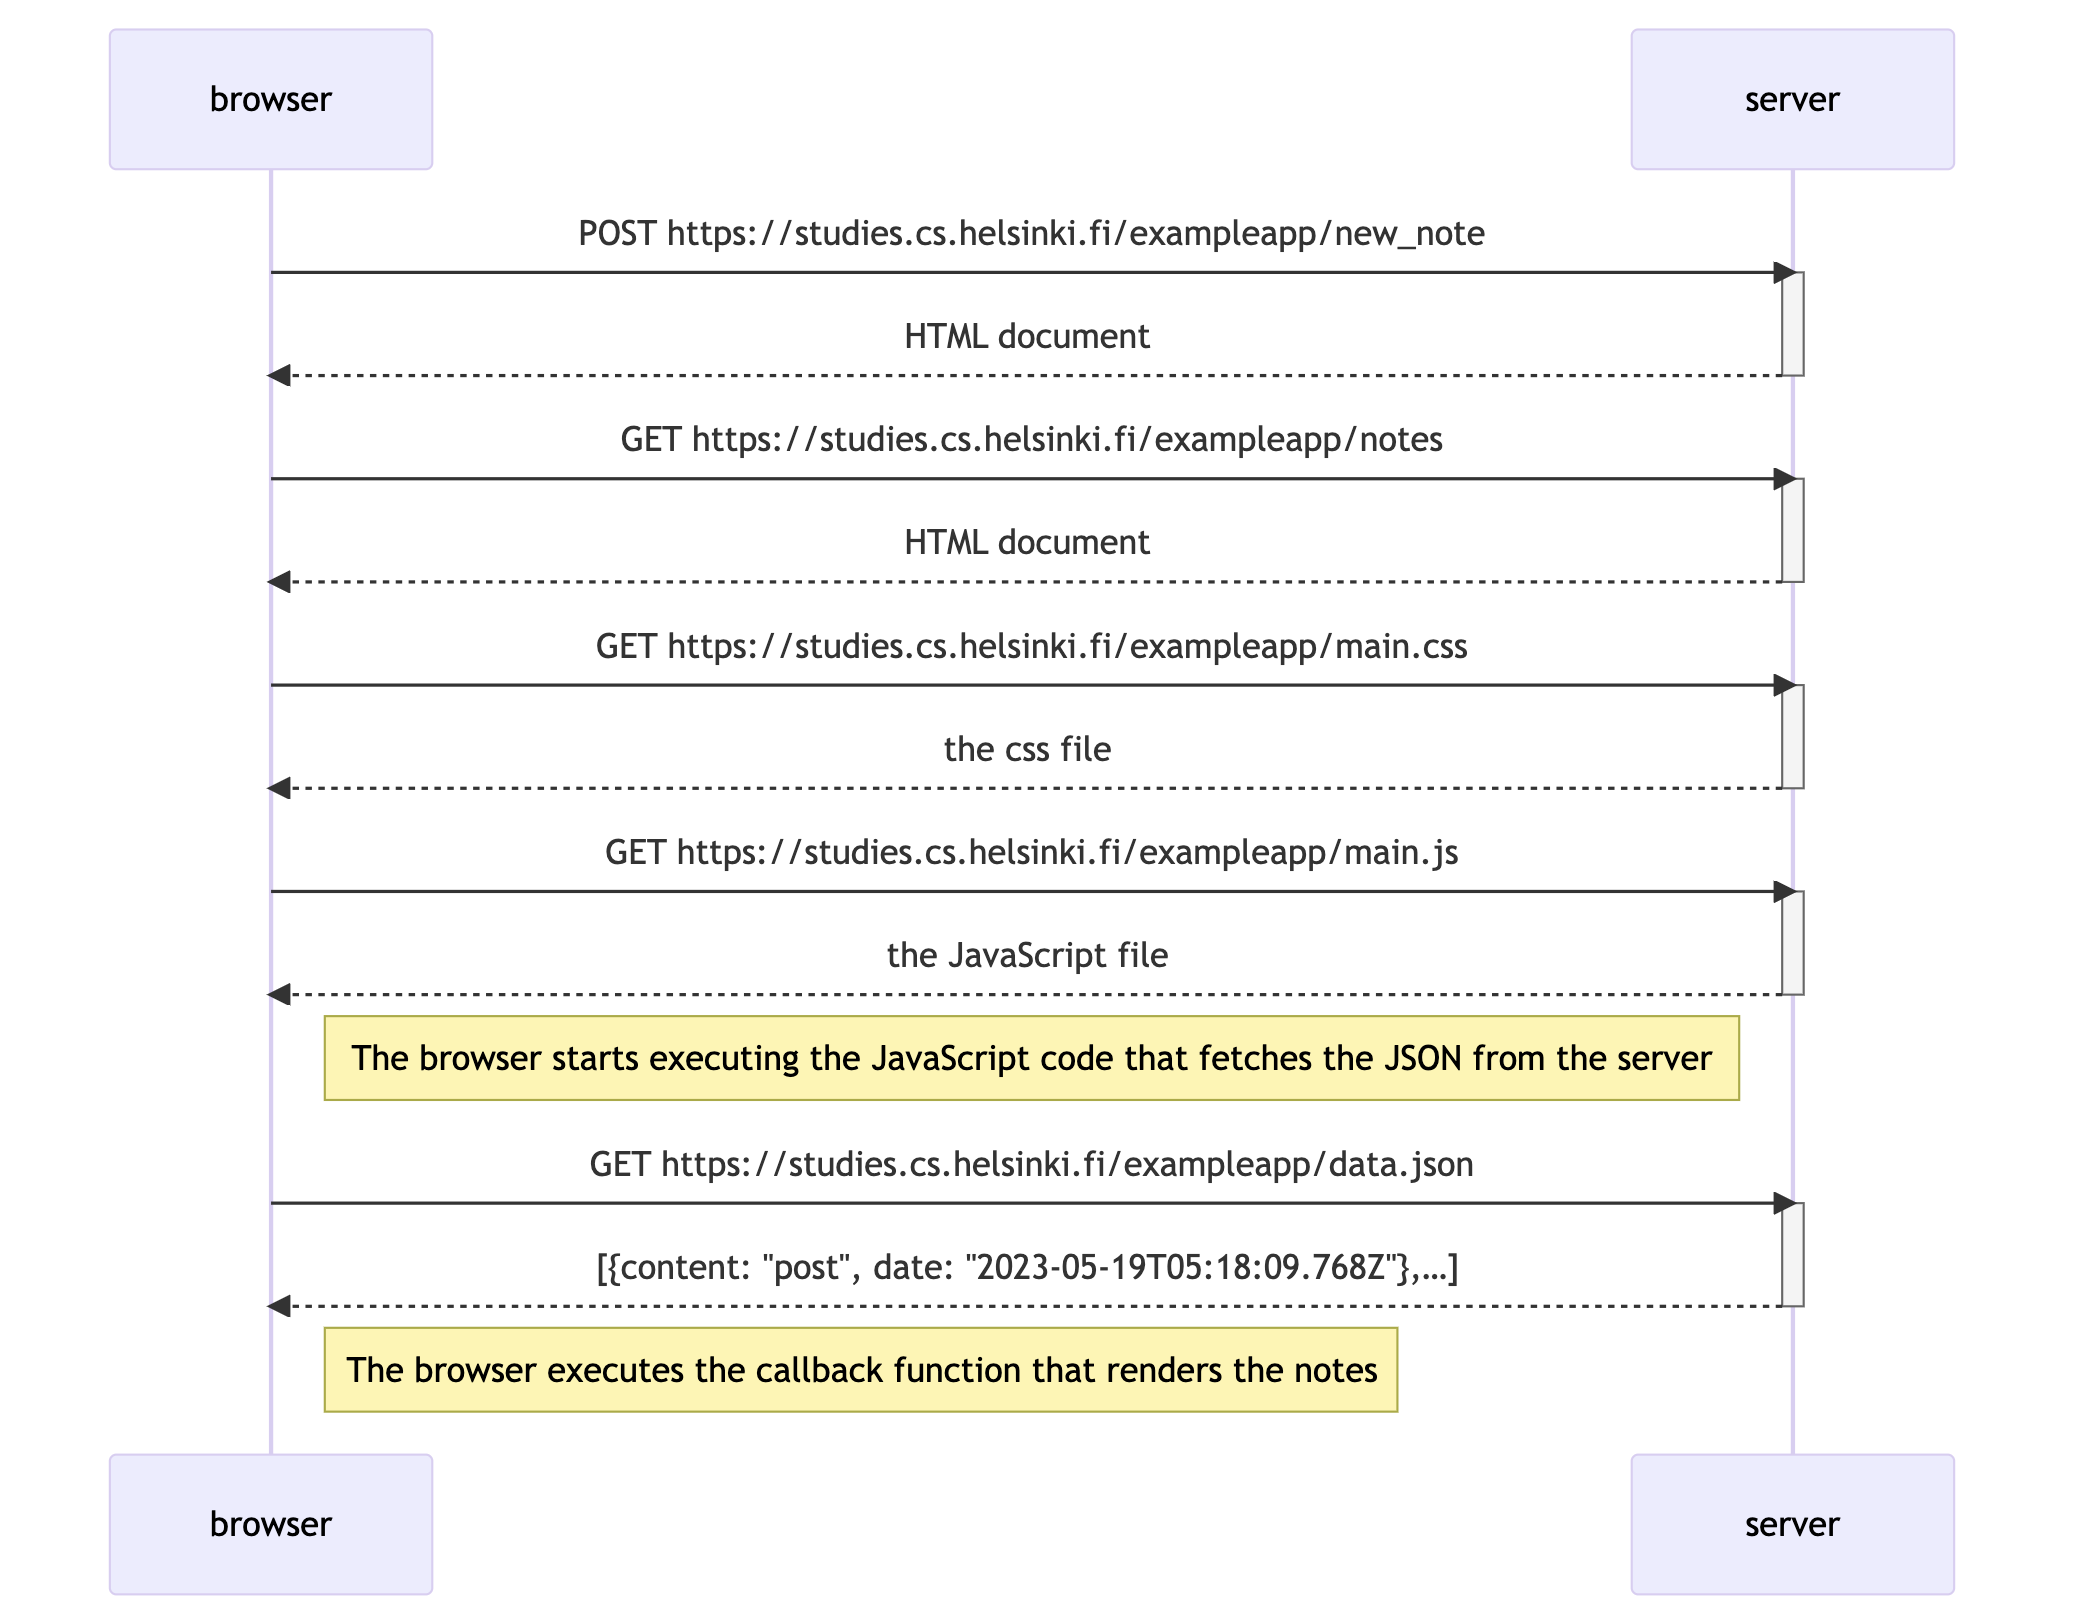 browser
server
POST https://studies.cs.helsinki.fi/exampleapp/new_note
HTML document
GET https://studies.cs.helsinki.fi/exampleapp/notes
HTML document
GET https://studies.cs.helsinki.fi/exampleapp/main.css
the css file
GET https://studies.cs.helsinki.fi/exampleapp/main.js
the JavaScript file
The browser starts executing the JavaScript code that fetches the JSON from the server
GET https://studies.cs.helsinki.fi/exampleapp/data.json
[{content: "post", date: "2023-05-19T05:18:09.768Z"},...]
The browser executes the callback function that renders the notes
browser
server